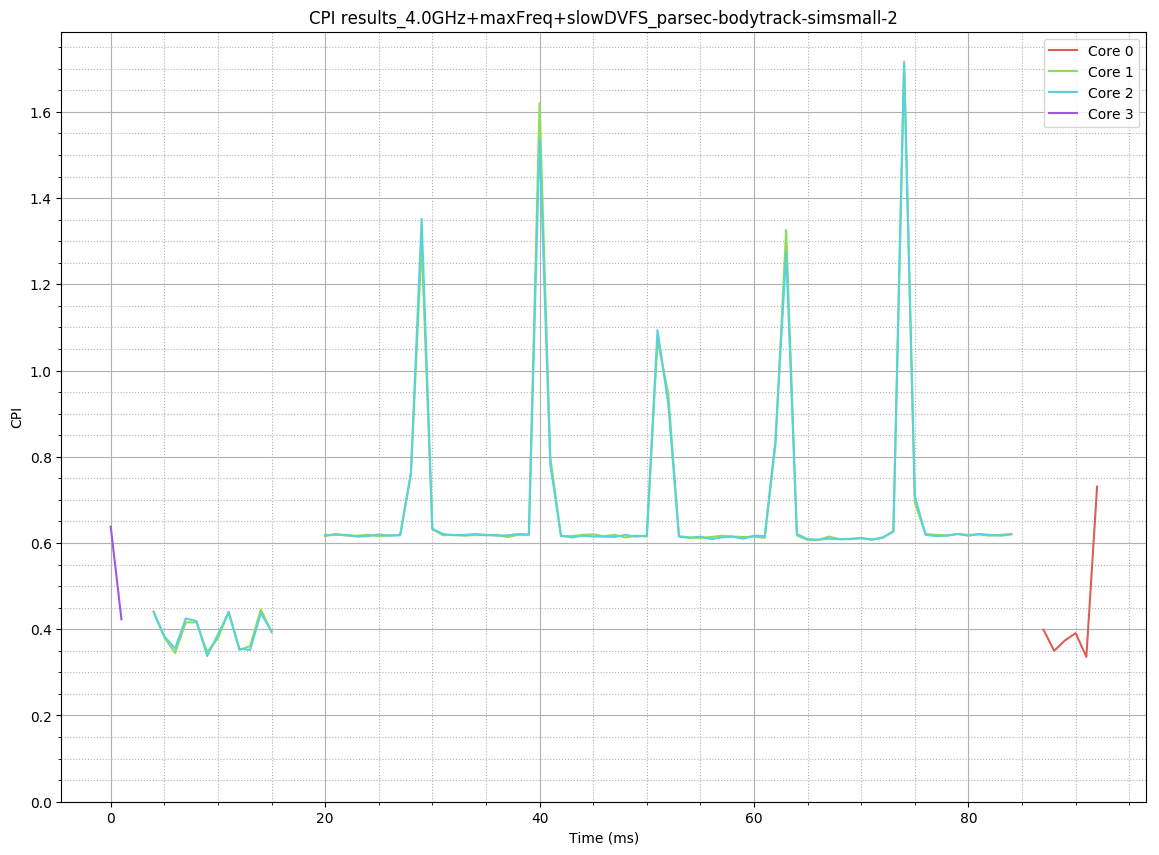 CPI results_4.0GHz+maxFreq+slowDVFS_parsec-bodytrack-simsmall-2
Core 0
Core 1
Core 2
Core 3
CPI
1.6
1.4
1.2
1.0
0.8
0.6
0.4
0.2
0.0
0 20 40 60 80
Time (ms)